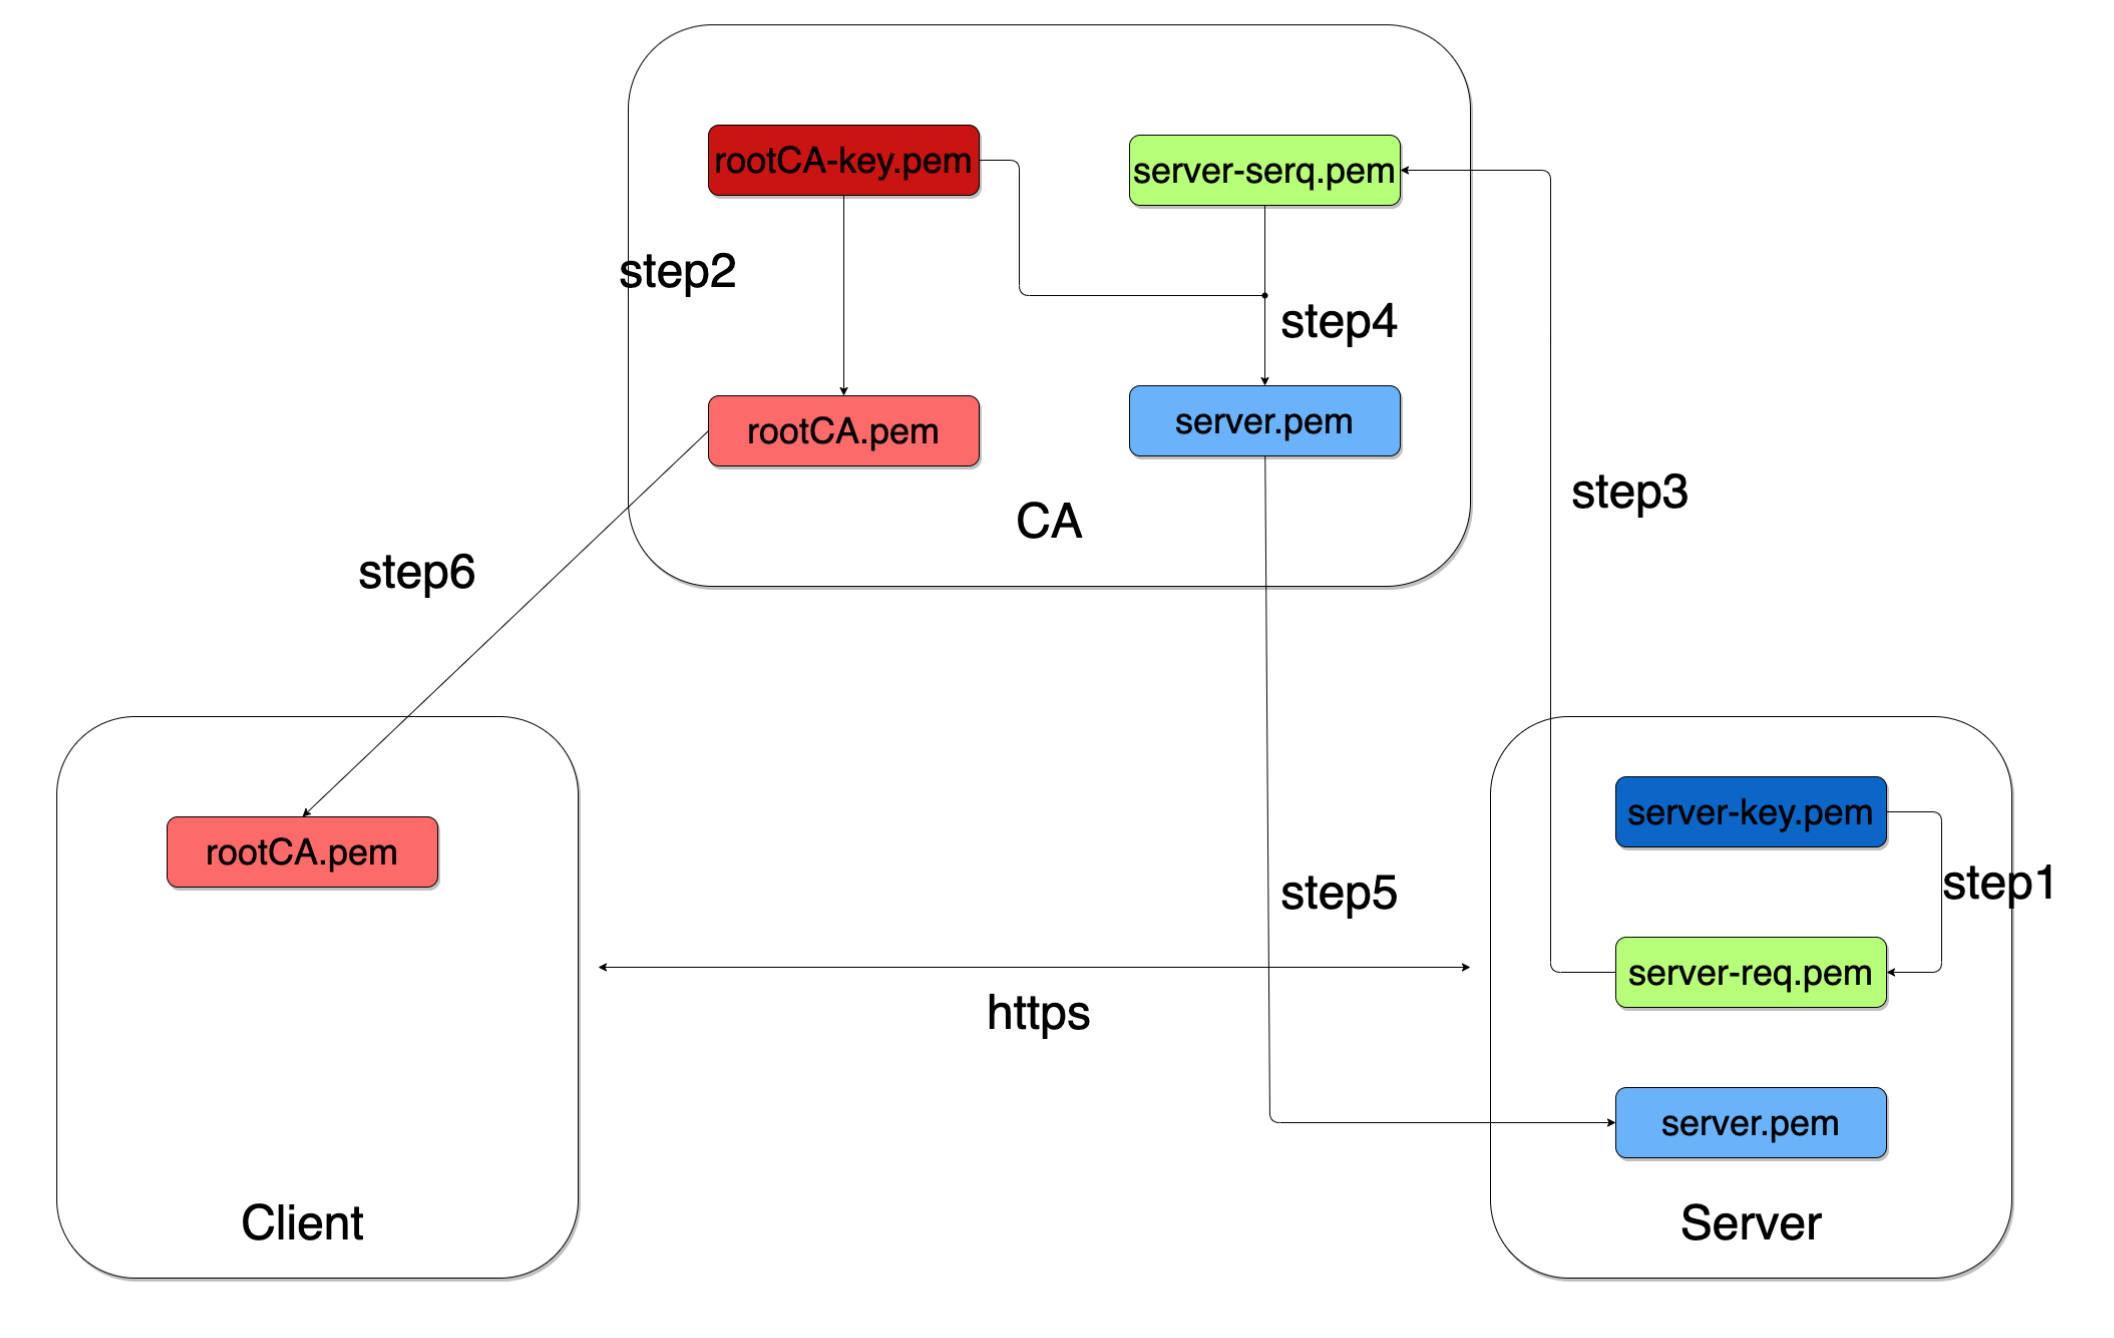 rootCA-key.pem
server-serq.pem
step2
step4
rootCA.pem
server.pem
CA
step3
step6
rootCA.pem
server-key.pem
step1
step5
server-req.pem
https
server.pem
Client
Server